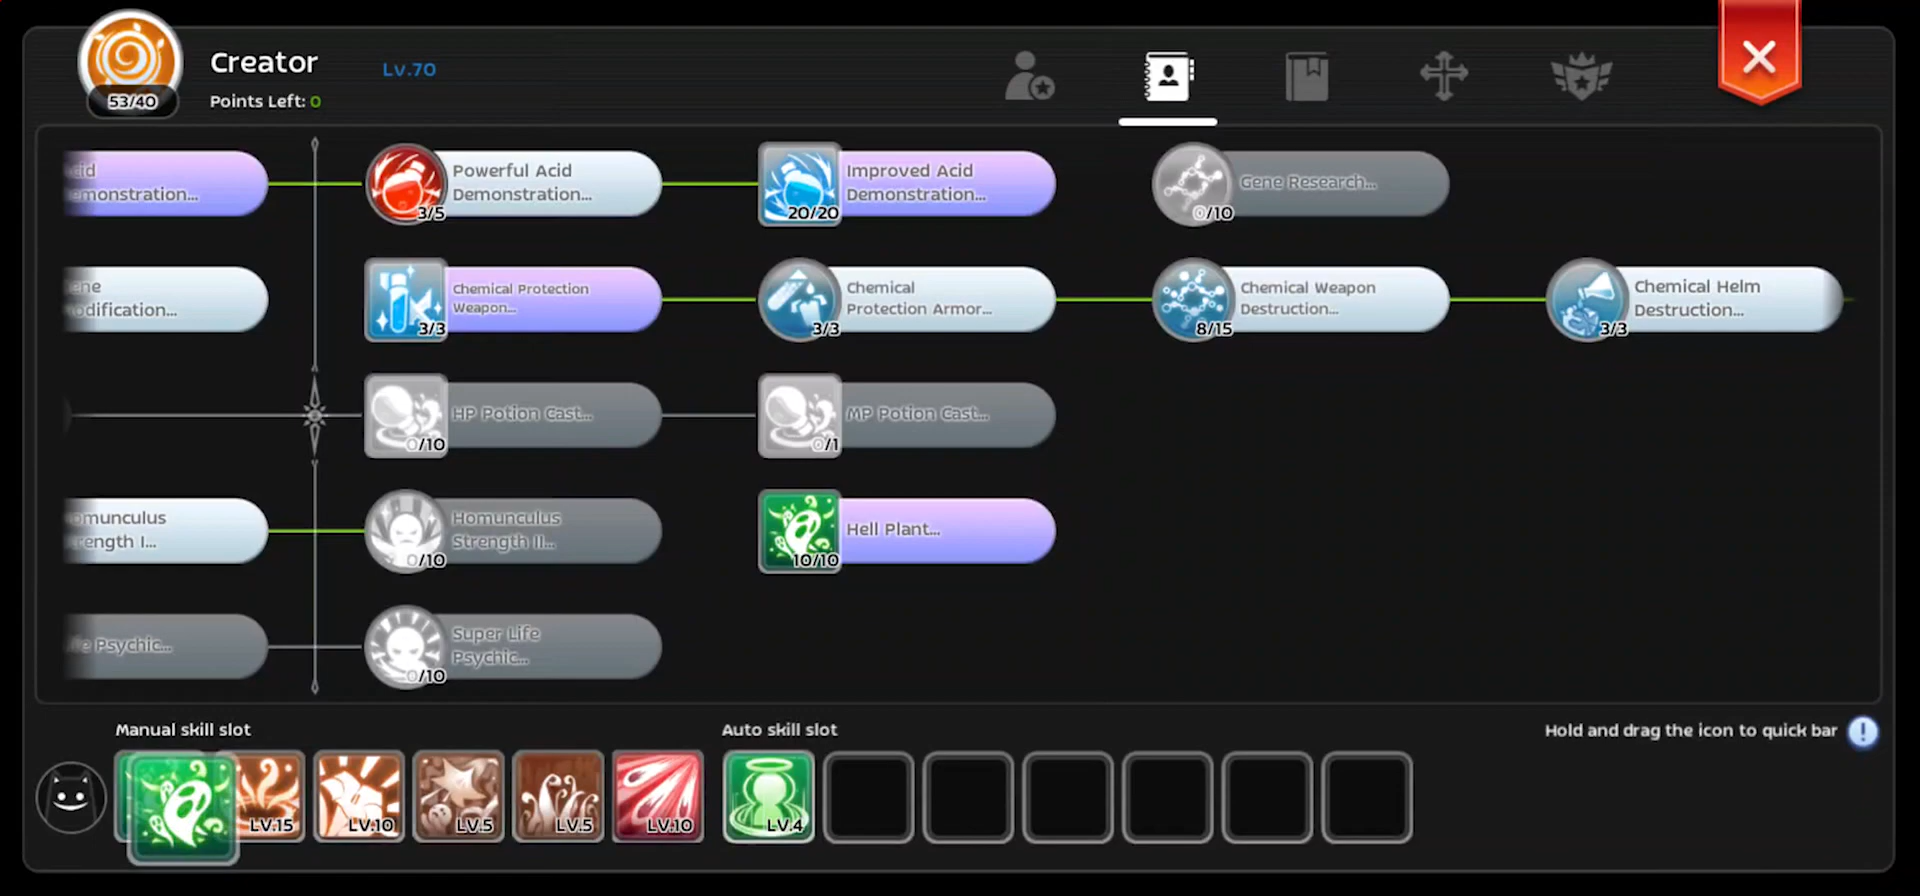 Creator
Lv.70
53/40
Points Left: 0
cid
emonstration...
Powerful Acid
Demonstration...
3/5
Improved Acid
Demonstration...
20/20
Gene Research...
0/10
ene
odification...
Chemical Protection
Weapon...
3/3
Chemical
Protection Armor...
3/3
Chemical Weapon
Destruction...
8/15
Chemical Helm
Destruction...
3/3
HP Potion Cast...
0/10
MP Potion Cast...
0/1
omunculus
trength I...
Homunculus
Strength II...
0/10
Hell Plant...
10/10
fe Psychic...
Super Life
Psychic...
0/10
Manual skill slot
Auto skill slot
Hold and drag the icon to quick bar
LV.15
LV.10
LV.5
LV.5
LV.10
LV.4